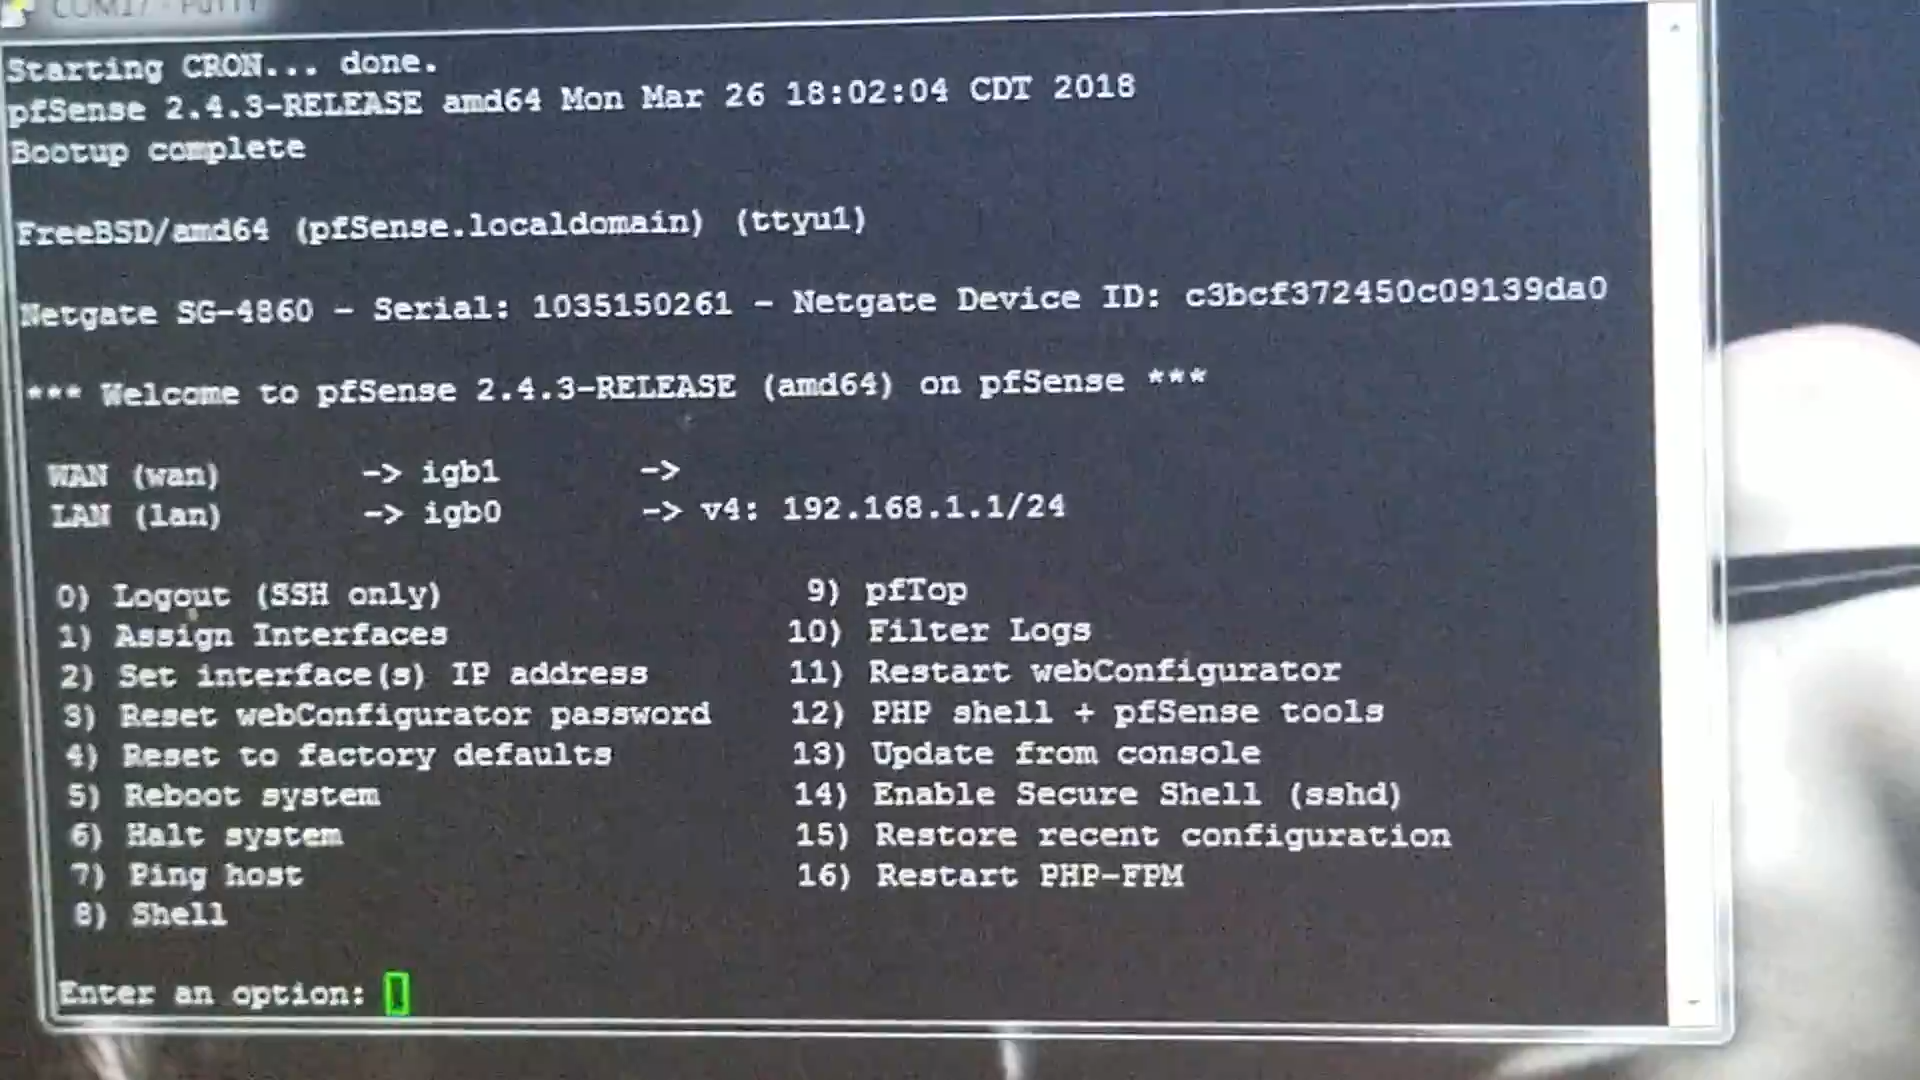 COM17 - PuTTY
Starting CRON... done.
pfSense 2.4.3-RELEASE amd64 Mon Mar 26 18:02:04 CDT 2018
Bootup complete
FreeBSD/amd64 (pfSense.localdomain) (ttyu1)
Netgate SG-4860 - Serial: 1035150261 - Netgate Device ID: c3bcf372450c09139da0
*** Welcome to pfSense 2.4.3-RELEASE (amd64) on pfSense ***
WAN (wan) -> igb1 ->
LAN (lan) -> igb0 -> v4: 192.168.1.1/24
0) Logout (SSH only) 9) pfTop
1) Assign Interfaces 10) Filter Logs
2) Set interface(s) IP address 11) Restart webConfigurator
3) Reset webConfigurator password 12) PHP shell + pfSense tools
4) Reset to factory defaults 13) Update from console
5) Reboot system 14) Enable Secure Shell (sshd)
6) Halt system 15) Restore recent configuration
7) Ping host 16) Restart PHP-FPM
8) Shell
Enter an option: